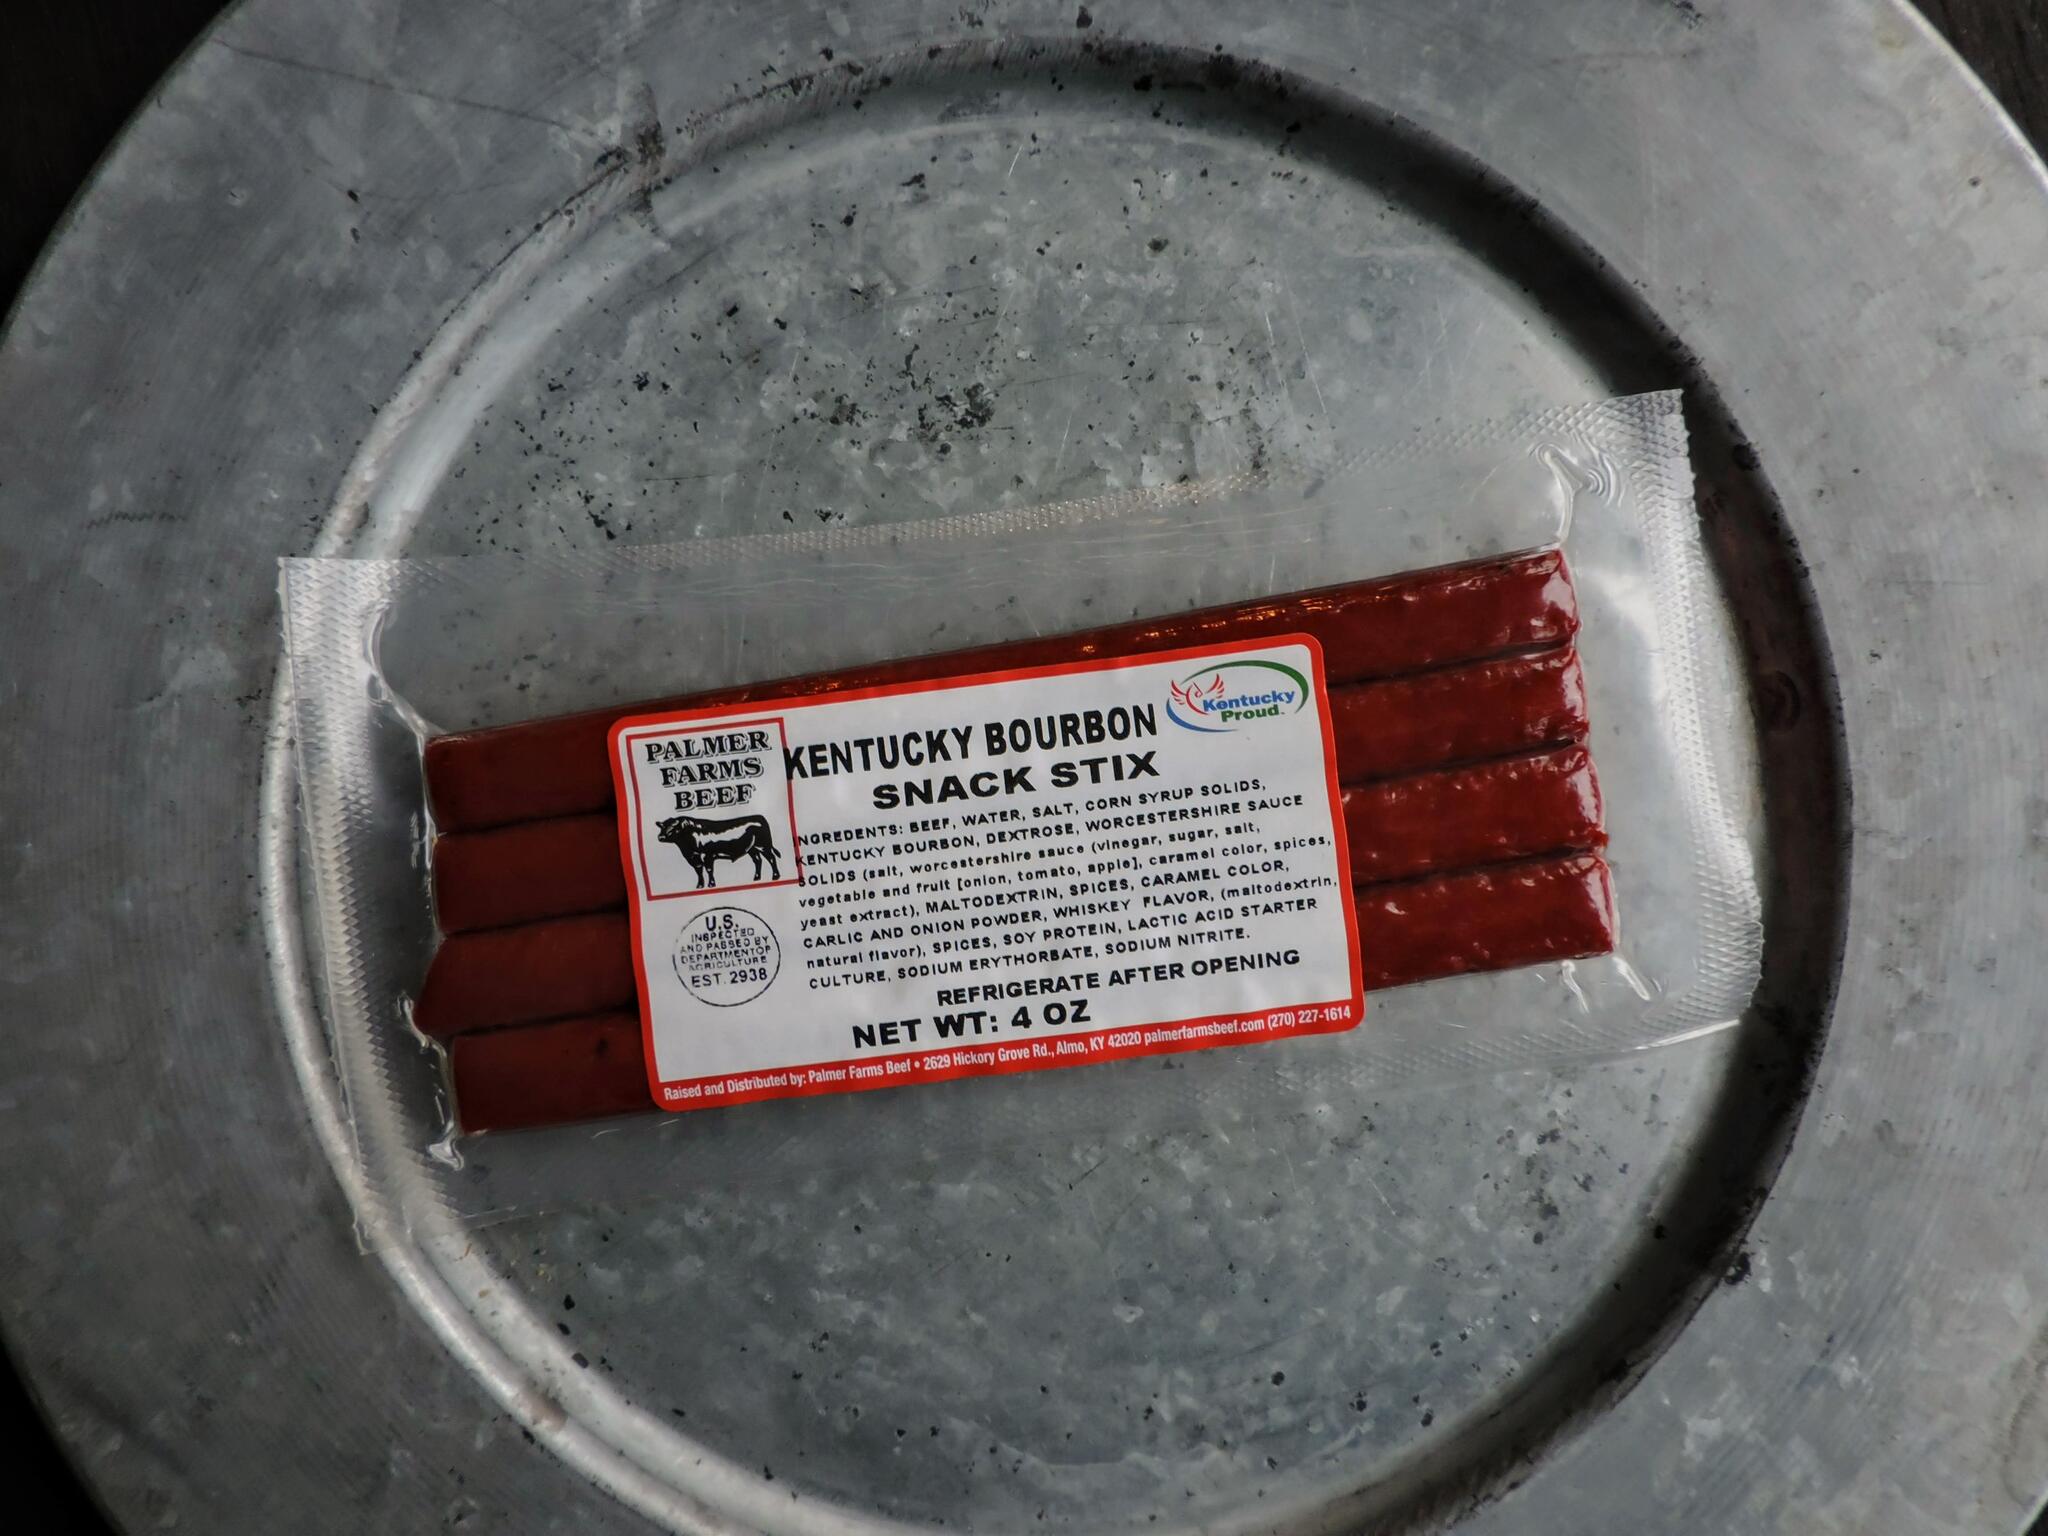 PALMER
FARMS
BEEF
KENTUCKY BOURBON
SNACK STIX
Kentucky
Proud
INGREDENTS: BEEF, WATER, SALT, CORN SYRUP SOLIDS,
KENTUCKY BOURBON, DEXTROSE, WORCESTERSHIRE SAUCE
SOLIDS (salt, worcestershire sauce (vinegar, sugar, salt,
vegetable and fruit [onion, tomato, apple], caramel color, spices,
yeast extract), MALTODEXTRIN, SPICES, CARAMEL COLOR,
GARLIC AND ONION POWDER, WHISKEY FLAVOR, (maltodextrin,
natural flavor), SPICES, SOY PROTEIN, LACTIC ACID STARTER
CULTURE, SODIUM ERYTHORBATE, SODIUM NITRITE.
U.S.
INSPECTED
AND PASSED BY
DEPARTMENT OF
AGRICULTURE
EST. 2938
REFRIGERATE AFTER OPENING
NET WT: 4 OZ
Raised and Distributed by: Palmer Farms Beef • 2629 Hickory Grove Rd., Almo, KY 42020 palmerfarmsbeef.com (270) 227-1614